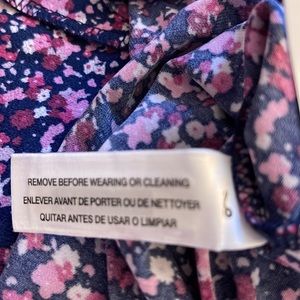 REMOVE BEFORE WEARING OR CLEANING
ENLEVER AVANT DE PORTER OU DE NETTOYER
QUITAR ANTES DE USAR O LIMPIAR